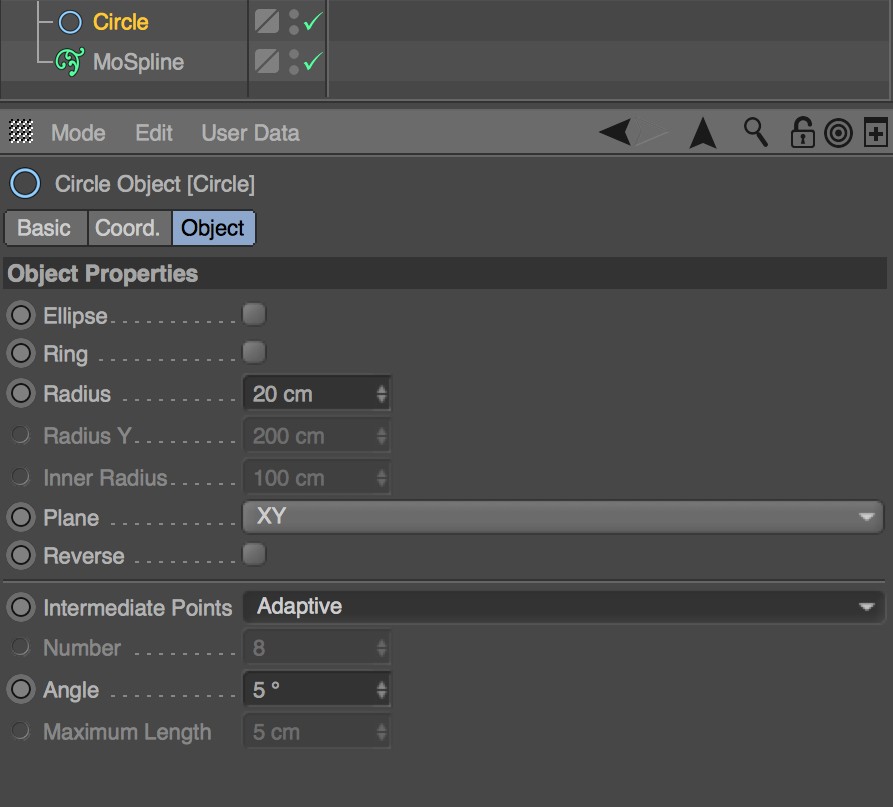 Circle
MoSpline
Mode Edit User Data
Circle Object [Circle]
Basic Coord. Object
Object Properties
Ellipse
Ring
Radius 20 cm
Radius Y 200 cm
Inner Radius 100 cm
Plane XY
Reverse
Intermediate Points Adaptive
Number 8
Angle 5 °
Maximum Length 5 cm